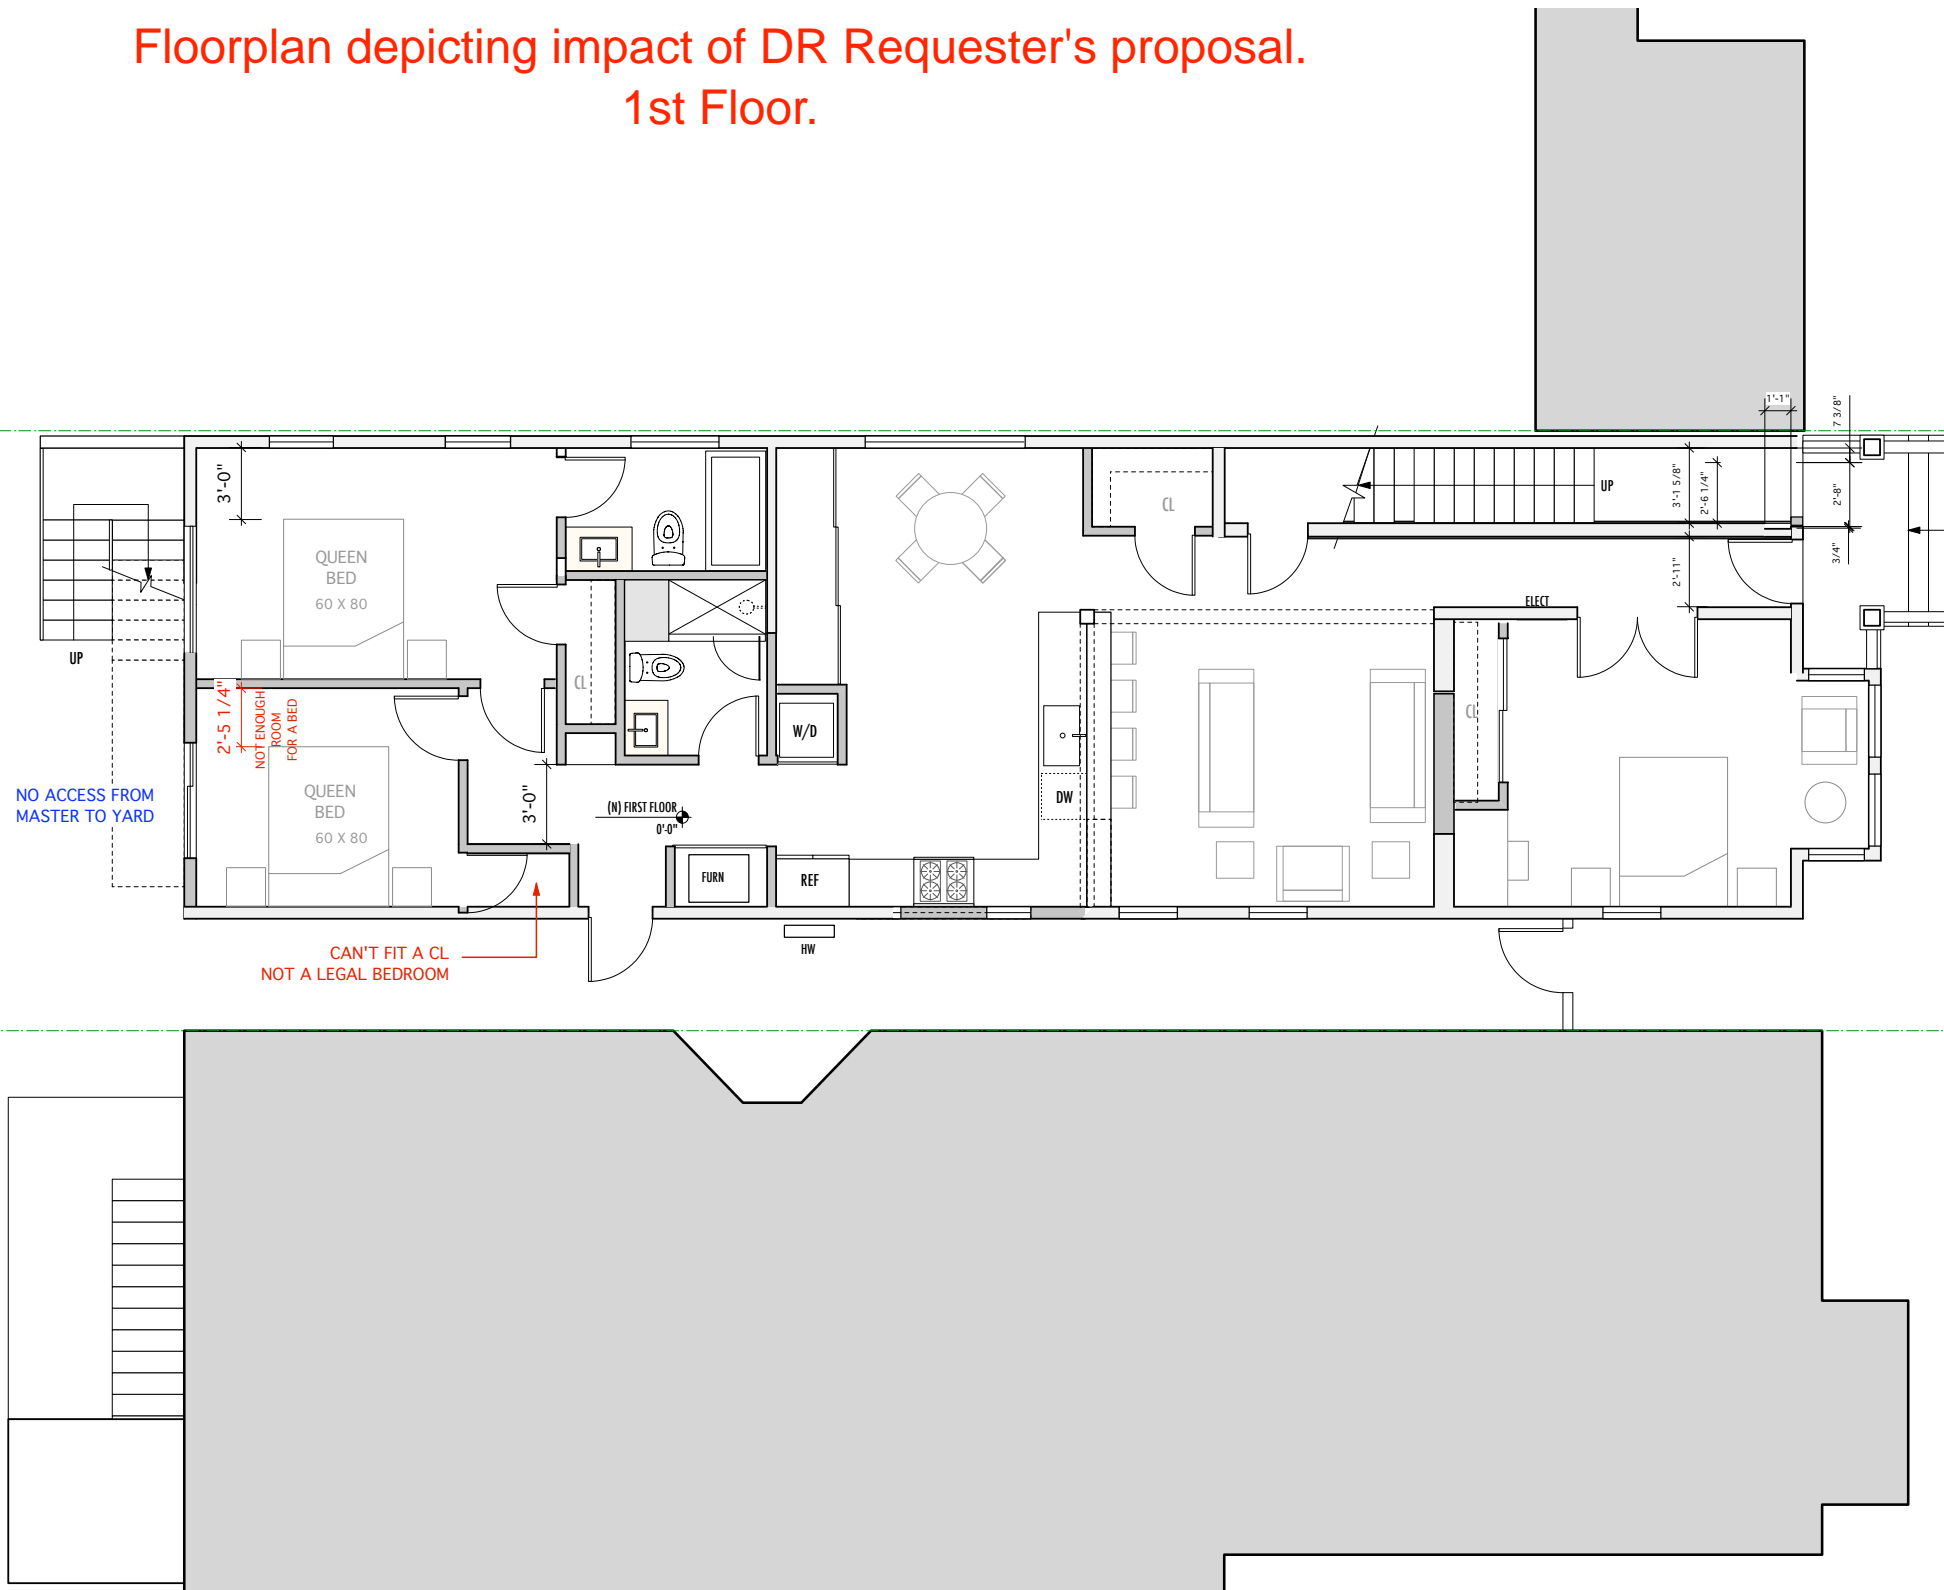 Floorplan depicting impact of DR Requester's proposal.
1st Floor.
1'-1"
7 3/8"
3'-0"
3'-1 5/8"
2'-6 1/4"
2'-8"
UP
CL
QUEEN
BED
60 X 80
3/4"
2'-11"
ELECT
UP
CL
2'-5 1/4"
NOT ENOUGH
ROOM
FOR A BED
CL
W/D
NO ACCESS FROM
MASTER TO YARD
QUEEN
BED
60 X 80
3'-0"
(N) FIRST FLOOR
0'-0"
DW
FURN
REF
CAN'T FIT A CL
NOT A LEGAL BEDROOM
HW